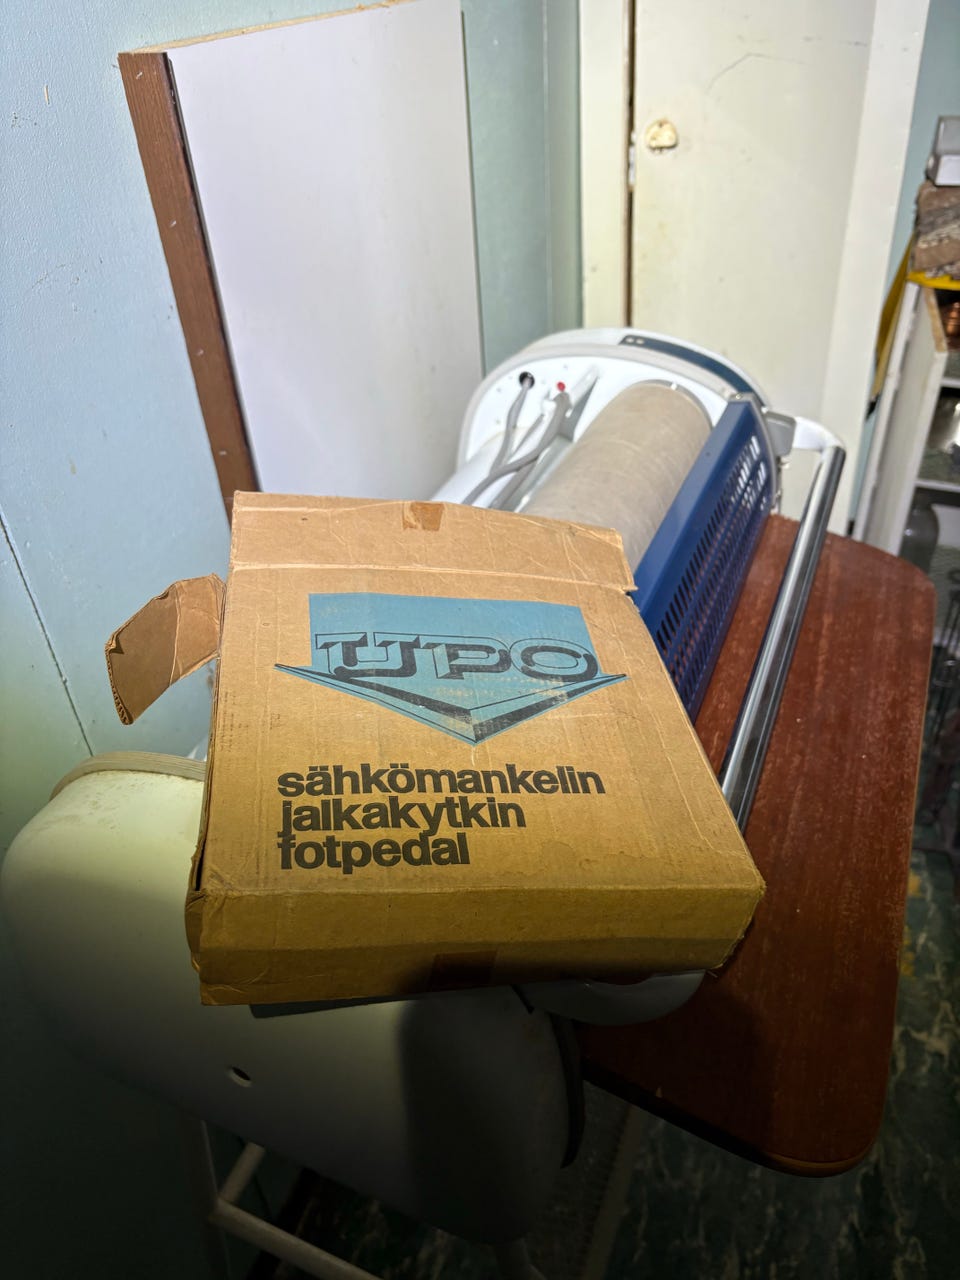 UPO
sähkömankelin
jalkakytkin
fotpedal